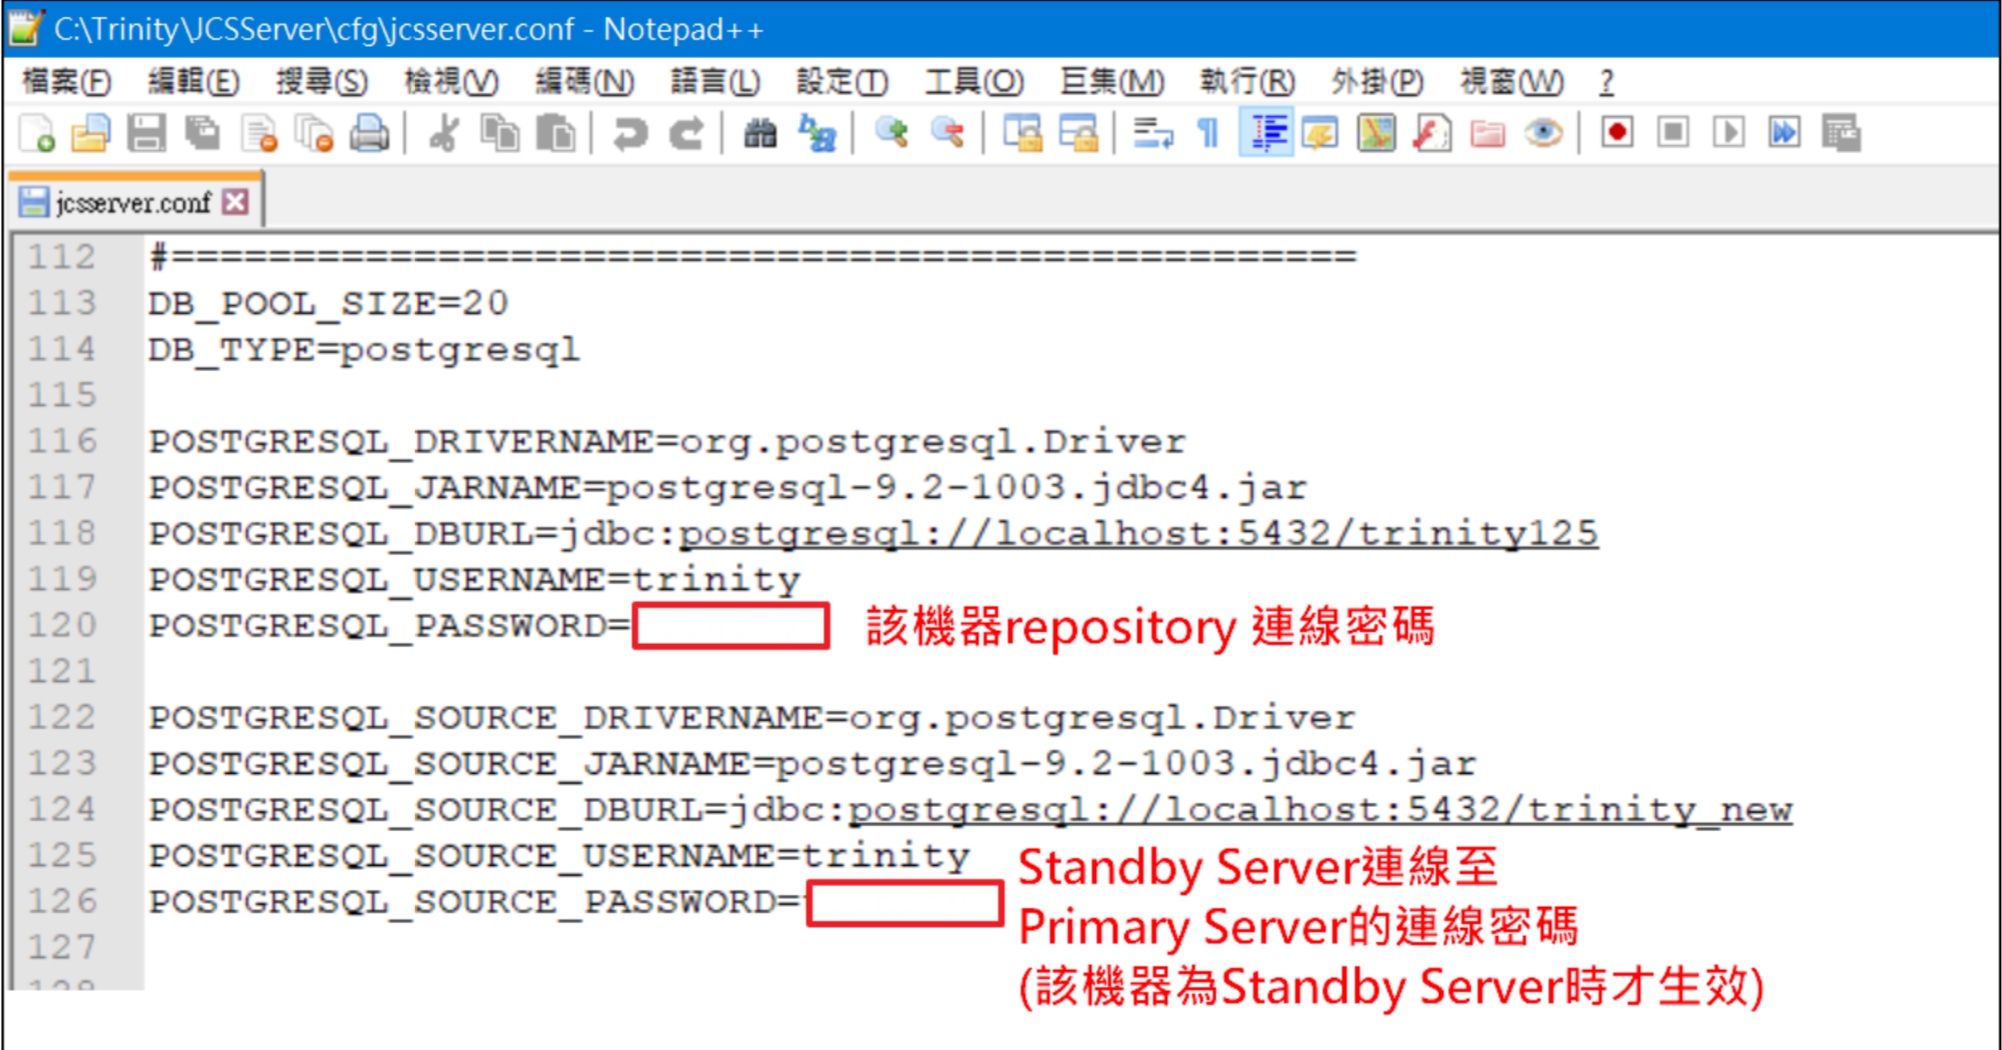 C:\Trinity\JCSServer\cfg\jcsserver.conf - Notepad++
檔案(F) 編輯(E) 搜尋(S) 檢視(V) 編碼(N) 語言(L) 設定(T) 工具(O) 巨集(M) 執行(R) 外掛(P) 視窗(W) ?
jcsserver.conf
112 #=================================================
113 DB_POOL_SIZE=20
114 DB_TYPE=postgresql
115
116 POSTGRESQL_DRIVERNAME=org.postgresql.Driver
117 POSTGRESQL_JARNAME=postgresql-9.2-1003.jdbc4.jar
118 POSTGRESQL_DBURL=jdbc:postgresql://localhost:5432/trinity125
119 POSTGRESQL_USERNAME=trinity
120 POSTGRESQL_PASSWORD= 該機器repository 連線密碼
121
122 POSTGRESQL_SOURCE_DRIVERNAME=org.postgresql.Driver
123 POSTGRESQL_SOURCE_JARNAME=postgresql-9.2-1003.jdbc4.jar
124 POSTGRESQL_SOURCE_DBURL=jdbc:postgresql://localhost:5432/trinity_new
125 POSTGRESQL_SOURCE_USERNAME=trinity
126 POSTGRESQL_SOURCE_PASSWORD=
127
Standby Server連線至
Primary Server的連線密碼
(該機器為Standby Server時才生效)